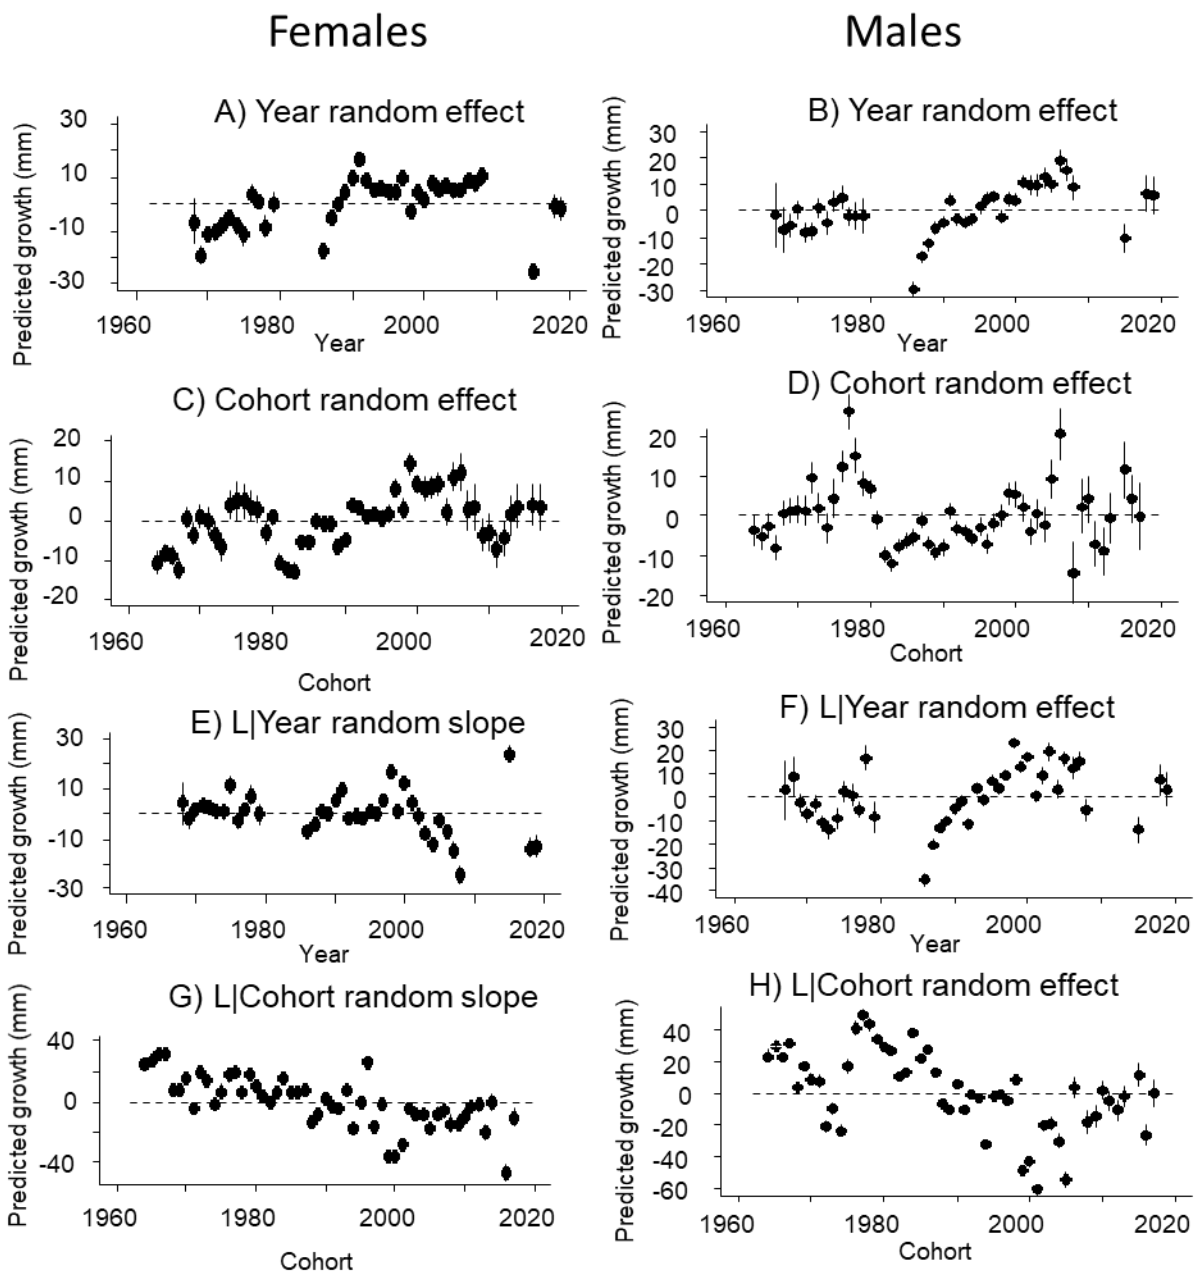 Females
Males
A) Year random effect
Predicted growth (mm)
30
10
-10
-30
1960
1980
2000
2020
Year
B) Year random effect
Predicted growth (mm)
30
20
10
0
-10
-20
-30
1960
1980
2000
2020
Year
C) Cohort random effect
Predicted growth (mm)
20
10
0
-10
-20
1960
1980
2000
2020
Cohort
D) Cohort random effect
Predicted growth (mm)
20
10
0
-10
-20
1960
1980
2000
2020
Cohort
E) L|Year random slope
Predicted growth (mm)
30
10
-10
-30
1960
1980
2000
2020
Year
F) L|Year random effect
Predicted growth (mm)
30
20
10
0
-10
-20
-30
-40
1960
1980
2000
2020
Year
G) L|Cohort random slope
Predicted growth (mm)
40
0
-40
1960
1980
2000
2020
Cohort
H) L|Cohort random effect
Predicted growth (mm)
40
20
0
-20
-40
-60
1960
1980
2000
2020
Cohort